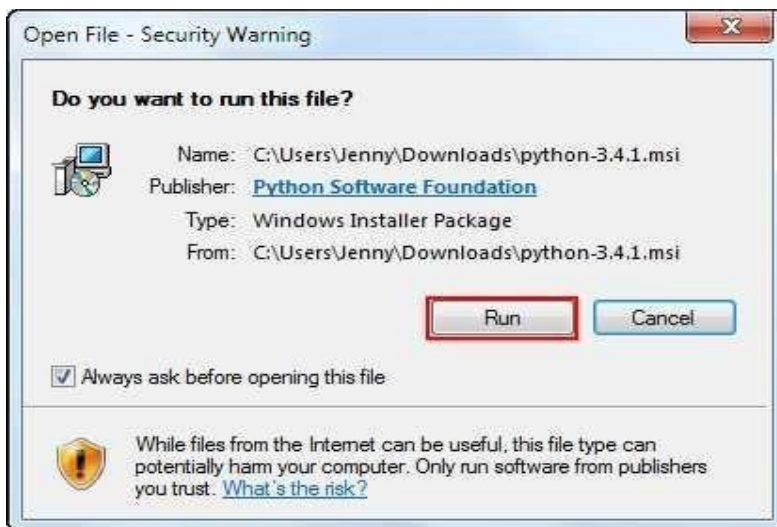 Open File - Security Warning
Do you want to run this file?
Name: C:\Users\Jenny\Downloads\python-3.4.1.msi
Publisher: Python Software Foundation
Type: Windows Installer Package
From: C:\Users\Jenny\Downloads\python-3.4.1.msi
Run Cancel
Always ask before opening this file
While files from the Internet can be useful, this file type can
potentially harm your computer. Only run software from publishers
you trust. What's the risk?